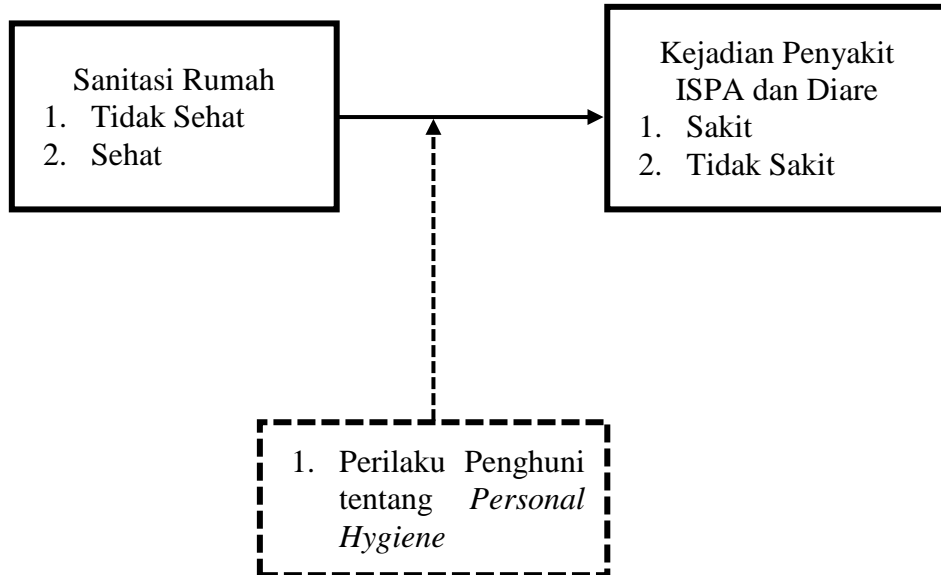 Sanitasi Rumah
1. Tidak Sehat
2. Sehat
Kejadian Penyakit
ISPA dan Diare
1. Sakit
2. Tidak Sakit
1. Perilaku Penghuni
tentang Personal
Hygiene